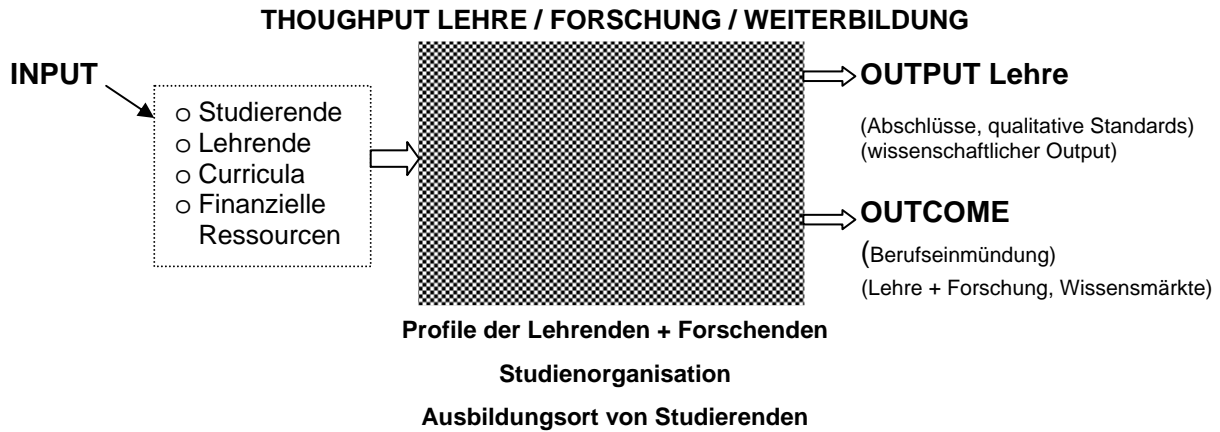 THOUGHPUT LEHRE / FORSCHUNG / WEITERBILDUNG
INPUT
o Studierende
o Lehrende
o Curricula
o Finanzielle
Ressourcen
OUTPUT Lehre
(Abschlüsse, qualitative Standards)
(wissenschaftlicher Output)
OUTCOME
(Berufseinmündung)
(Lehre + Forschung, Wissensmärkte)
Profile der Lehrenden + Forschenden
Studienorganisation
Ausbildungsort von Studierenden